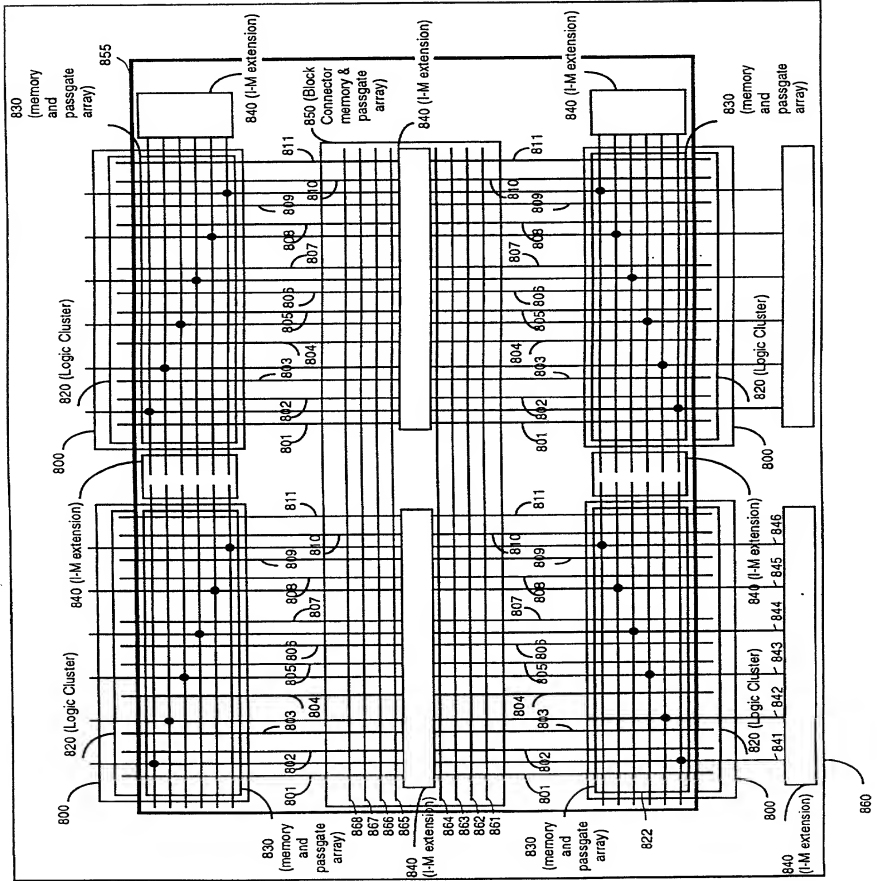 855
830
(memory
and
passgate
array)
840 (I-M extension)
850 (Block
Connector
memory &
passgate
array)
840 (I-M extension)
840 (I-M extension)
830
(memory
and
passgate
array)
811
810
809
808
807
806
805
804
803
802
801
811
810
809
808
807
806
805
804
803
802
801
820 (Logic Cluster)
800
820 (Logic Cluster)
800
840 (I-M extension)
840 (I-M extension)
811
810
809
808
807
806
805
804
803
802
801
811
810
809
808
807
806
805
804
803
802
801
846
845
844
843
842
841
820 (Logic Cluster)
800
820 (Logic Cluster)
800
830
(memory
and
passgate
array)
868
867
866
865
840
(I-M extension)
864
863
862
861
830
(memory
and
passgate
array)
822
840
(I-M extension)
860